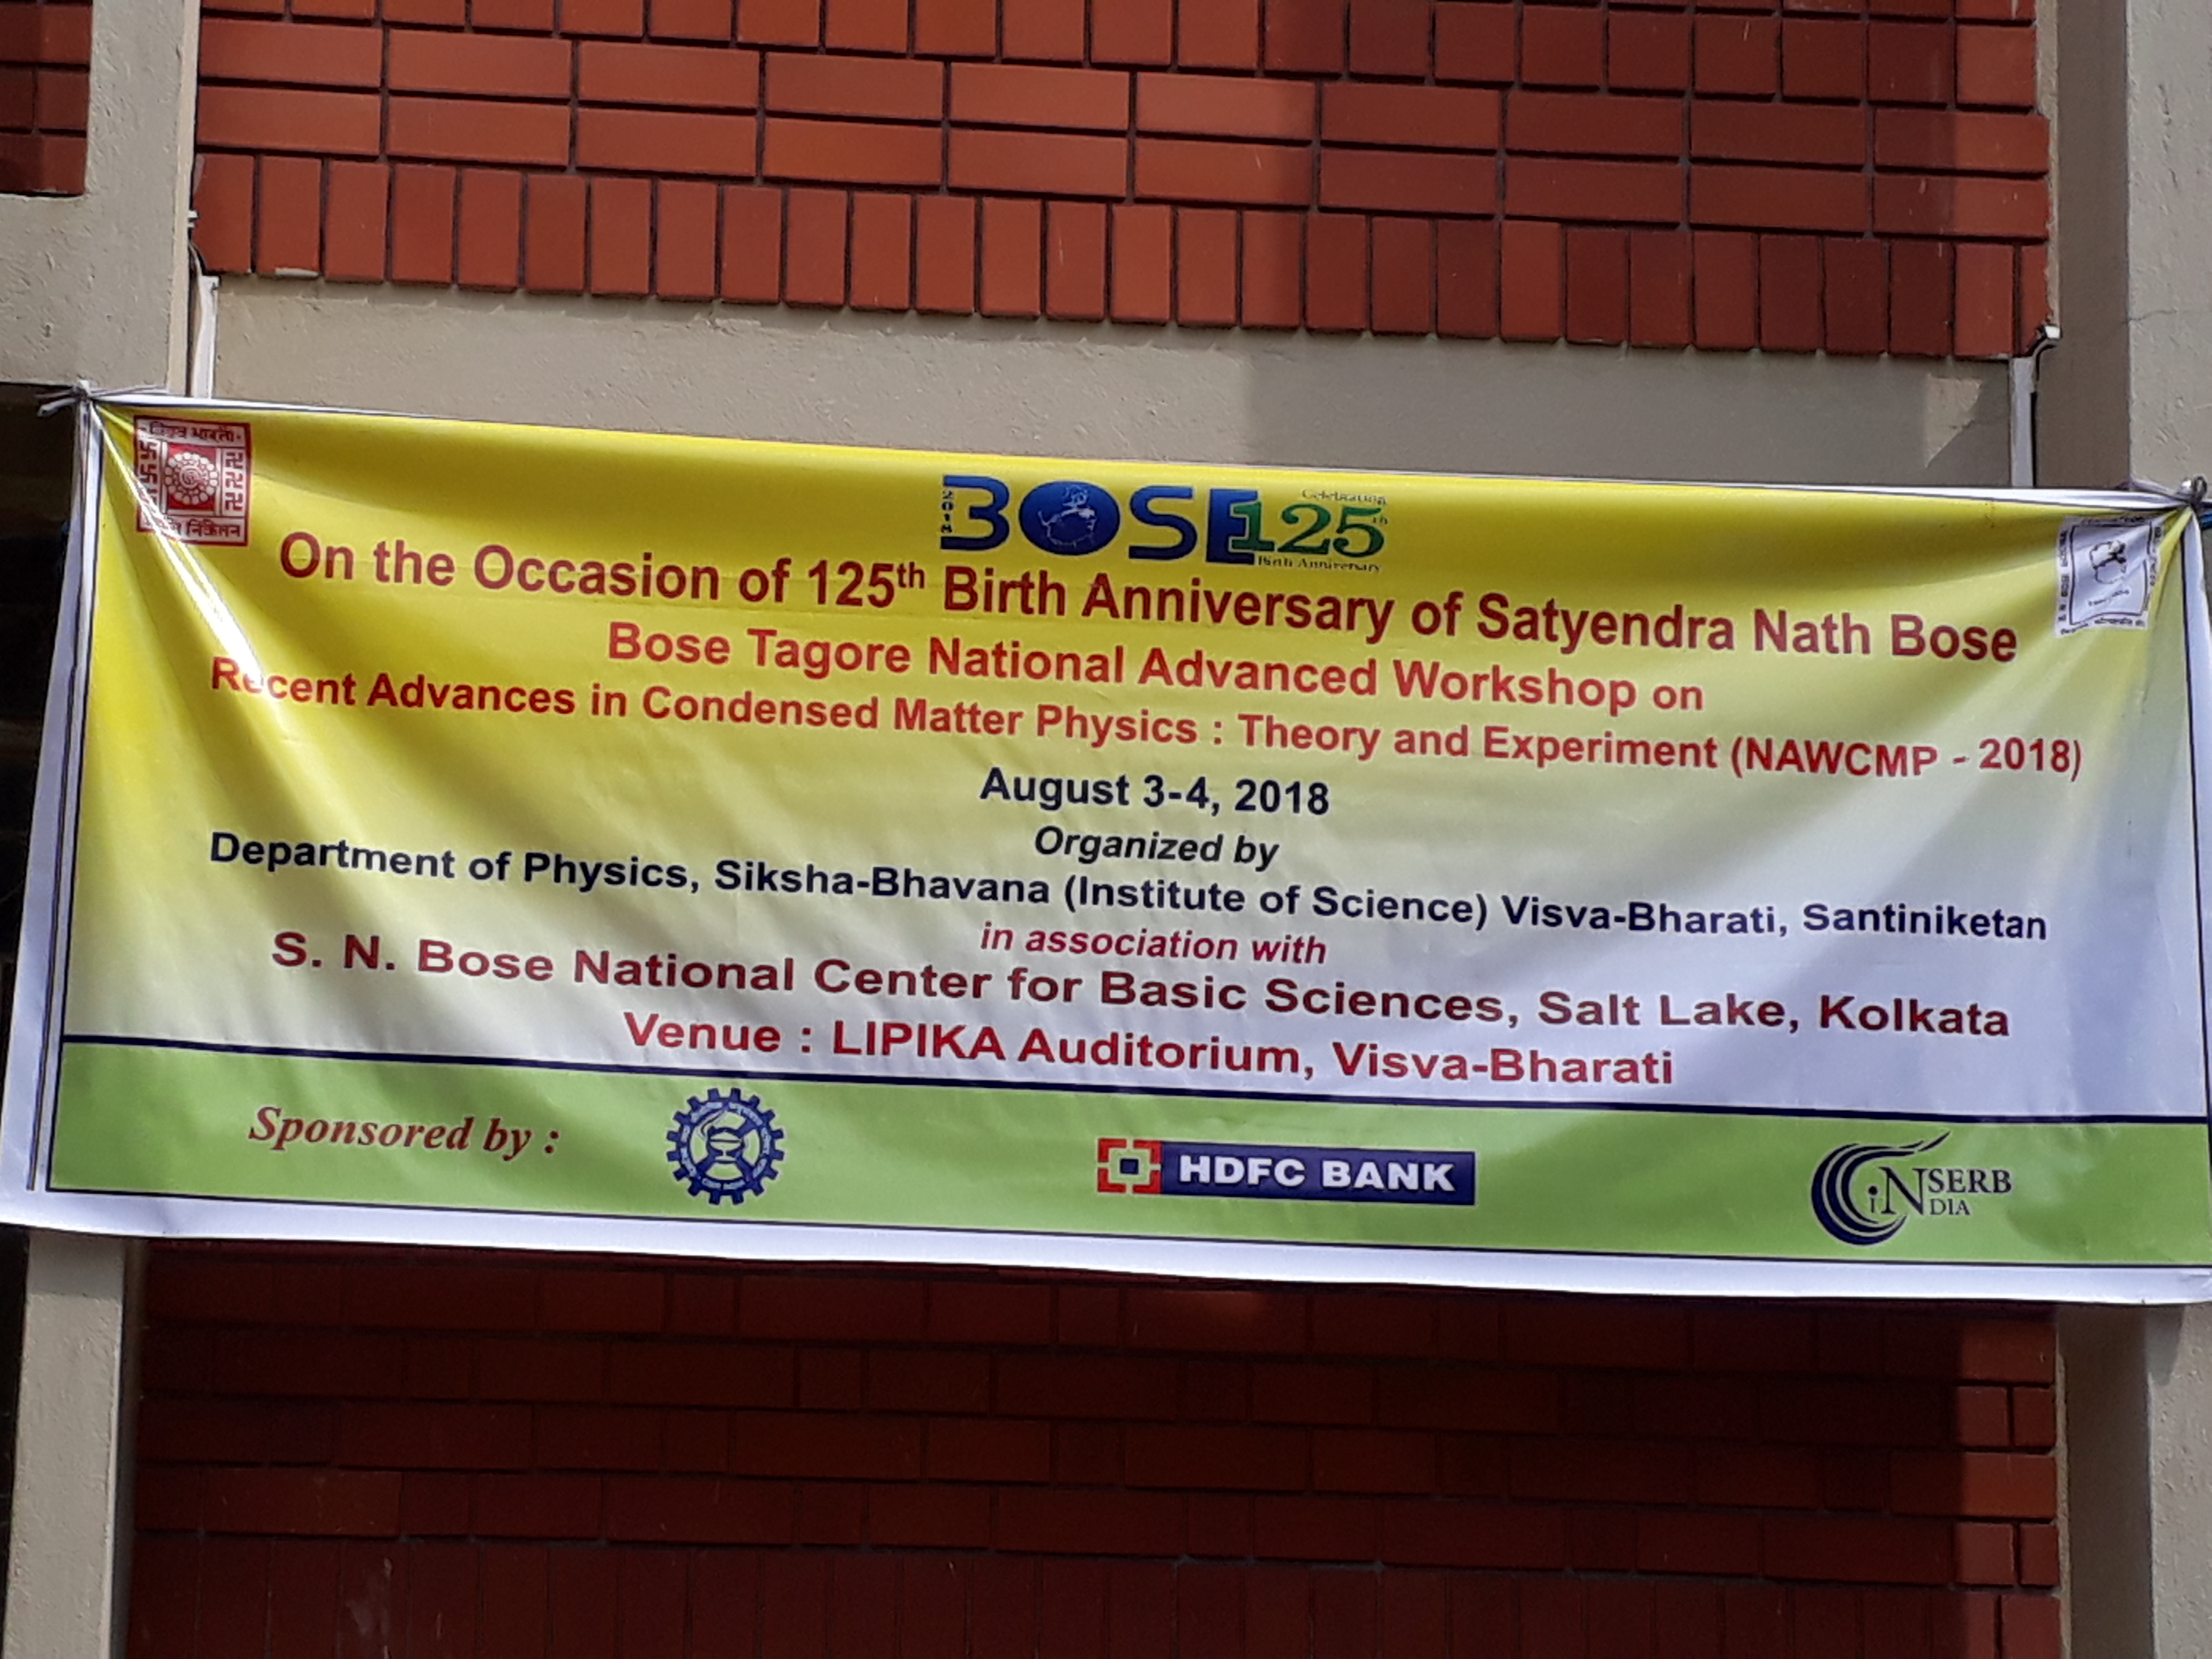 विश्व भारती
निकेतन
2018 BOSE 125th
Celebrating
Birth Anniversary
On the Occasion of 125th Birth Anniversary of Satyendra Nath Bose
Bose Tagore National Advanced Workshop on
Recent Advances in Condensed Matter Physics : Theory and Experiment (NAWCMP - 2018)
August 3-4, 2018
Organized by
Department of Physics, Siksha-Bhavana (Institute of Science) Visva-Bharati, Santiniketan
in association with
S. N. Bose National Center for Basic Sciences, Salt Lake, Kolkata
Venue : LIPIKA Auditorium, Visva-Bharati
Sponsored by :
HDFC BANK
SERB
iNDIA